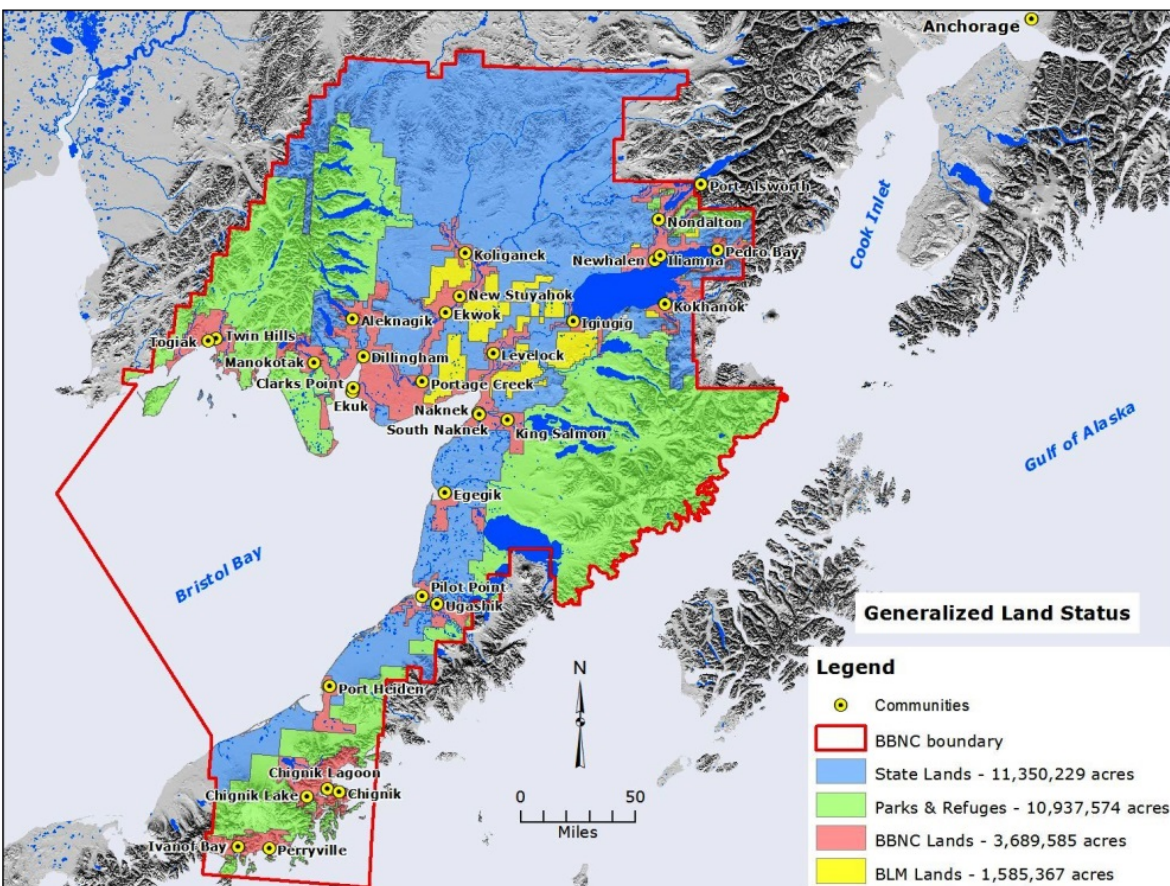 Anchorage
Port Alsworth
Nondalton
Pedro Bay
Newhalen
Iliamna
Koliganek
Cook Inlet
New Stuyahok
Ekwok
Kokhanok
Igiugig
Aleknagik
Togiak
Twin Hills
Manokotak
Dillingham
Levelock
Clarks Point
Portage Creek
Ekuk
Naknek
South Naknek
King Salmon
Gulf of Alaska
Egegik
Bristol Bay
Pilot Point
Ugashik
Port Heiden
Chignik Lagoon
Chignik Lake
Chignik
Ivanof Bay
Perryville
N
0 50
Miles
Generalized Land Status
Legend
Communities
BBNC boundary
State Lands - 11,350,229 acres
Parks & Refuges - 10,937,574 acres
BBNC Lands - 3,689,585 acres
BLM Lands - 1,585,367 acres